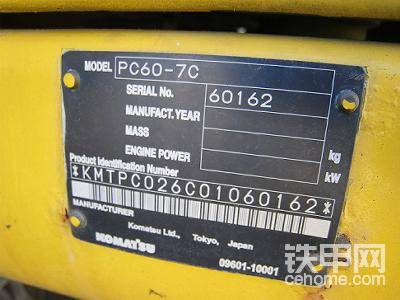 MODEL PC60-7C
SERIAL No. 60162
MANUFACT. YEAR
MASS kg
ENGINE POWER kW
Product Identification Number
*KMTPC026C01060162*
MANUFACTURER
Komatsu Ltd., Tokyo, Japan
KOMATSU
09601-10001
铁甲网
cehome.com